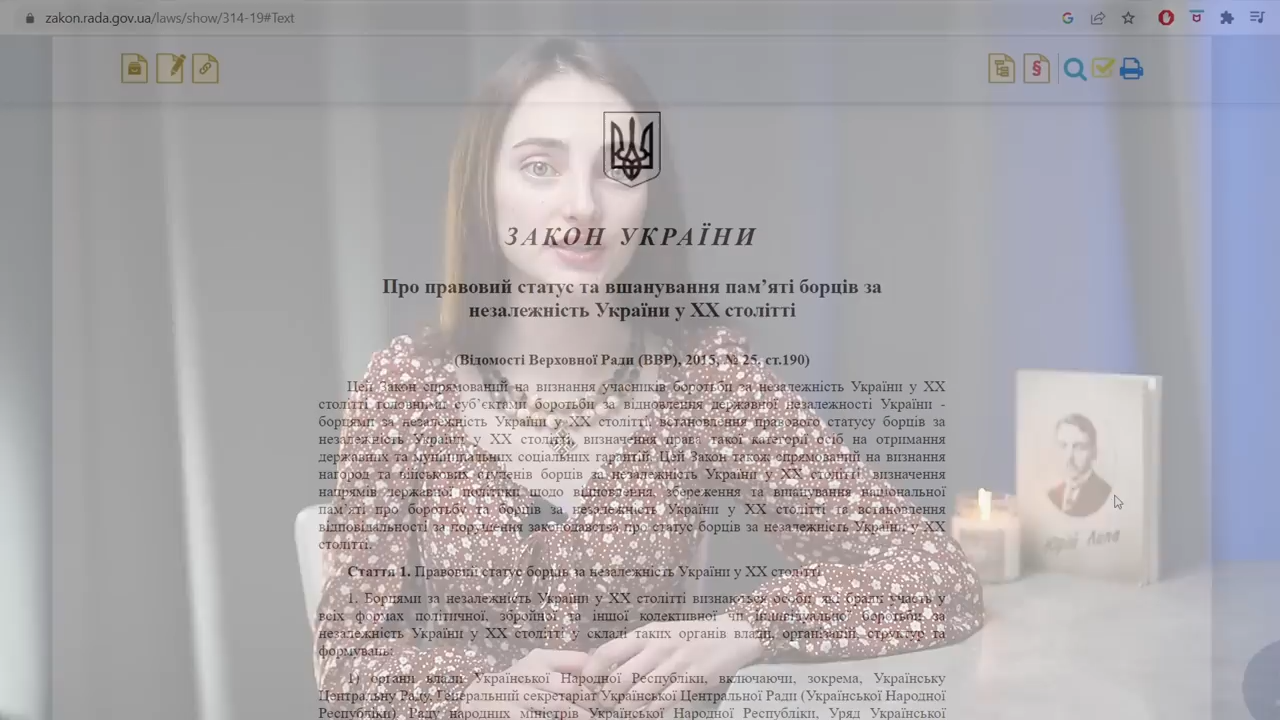 zakon.rada.gov.ua/laws/show/314-19#Text
ЗАКОН УКРАЇНИ
Про правовий статус та вшанування пам’яті борців за
незалежність України у XX столітті
(Відомості Верховної Ради (ВВР), 2015, № 25, ст.190)
Цей Закон спрямований на визнання учасників боротьби за незалежність України у XX
столітті головними суб’єктами боротьби за відновлення державної незалежності України -
борцями за незалежність України у XX столітті, встановлення правового статусу борців за
незалежність України у XX столітті, визначення права такої категорії осіб на отримання
державних та муніципальних соціальних гарантій. Цей Закон також спрямований на визнання
нагород та військових ступенів борців за незалежність України у XX столітті, визначення
напрямів державної політики щодо відновлення, збереження та вшанування національної
пам’яті про боротьбу та борців за незалежність України у XX столітті та встановлення
відповідальності за порушення законодавства про статус борців за незалежність України у XX
столітті.
Стаття 1. Правовий статус борців за незалежність України у XX столітті
1. Борцями за незалежність України у XX столітті визнаються особи, які брали участь у
всіх формах політичної, збройної та іншої колективної чи індивідуальної боротьби за
незалежність України у XX столітті у складі таких органів влади, організацій, структур та
формувань:
1) органи влади Української Народної Республіки, включаючи, зокрема, Українську
Центральну Раду, Генеральний секретаріат Української Центральної Ради (Української Народної
Республіки), Раду народних міністрів Української Народної Республіки, Уряд Української
Юрій Липа